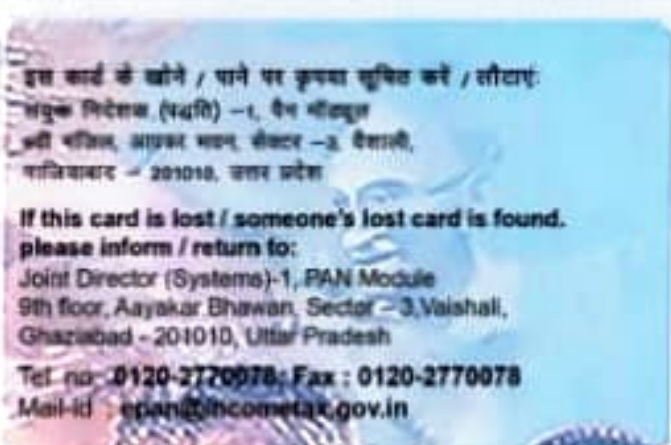 इस कार्ड के खोने / पाने पर कृपया सूचित करें / लौटाएं:
संयुक्त निदेशक (पद्धति) –1, पैन मॉड्यूल
9वीं मंजिल, आयकर भवन, सेक्टर –3, वैशाली,
गाजियाबाद – 201010, उत्तर प्रदेश
If this card is lost / someone's lost card is found.
please inform / return to:
Joint Director (Systems)-1, PAN Module
9th floor, Aayakar Bhawan, Sector – 3, Vaishali,
Ghaziabad - 201010, Uttar Pradesh
Tel no- 0120-2770078; Fax : 0120-2770078
Mail-id : epan@incometax.gov.in